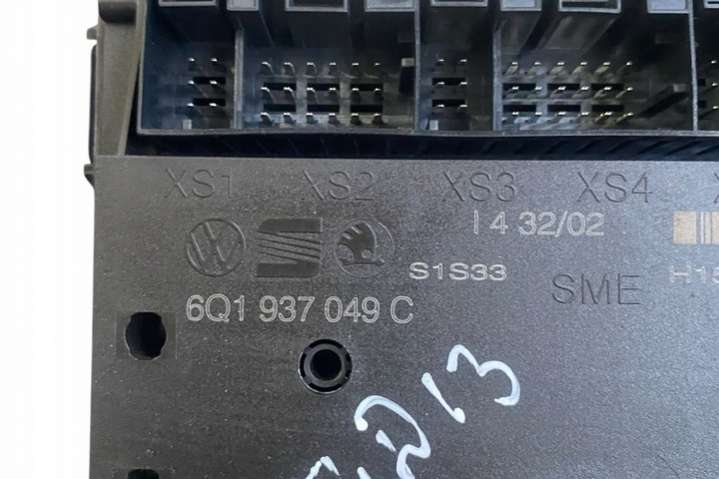 XS1 XS2 XS3 XS4
I 4 32/02
S1S33
SME
6Q1 937 049 C